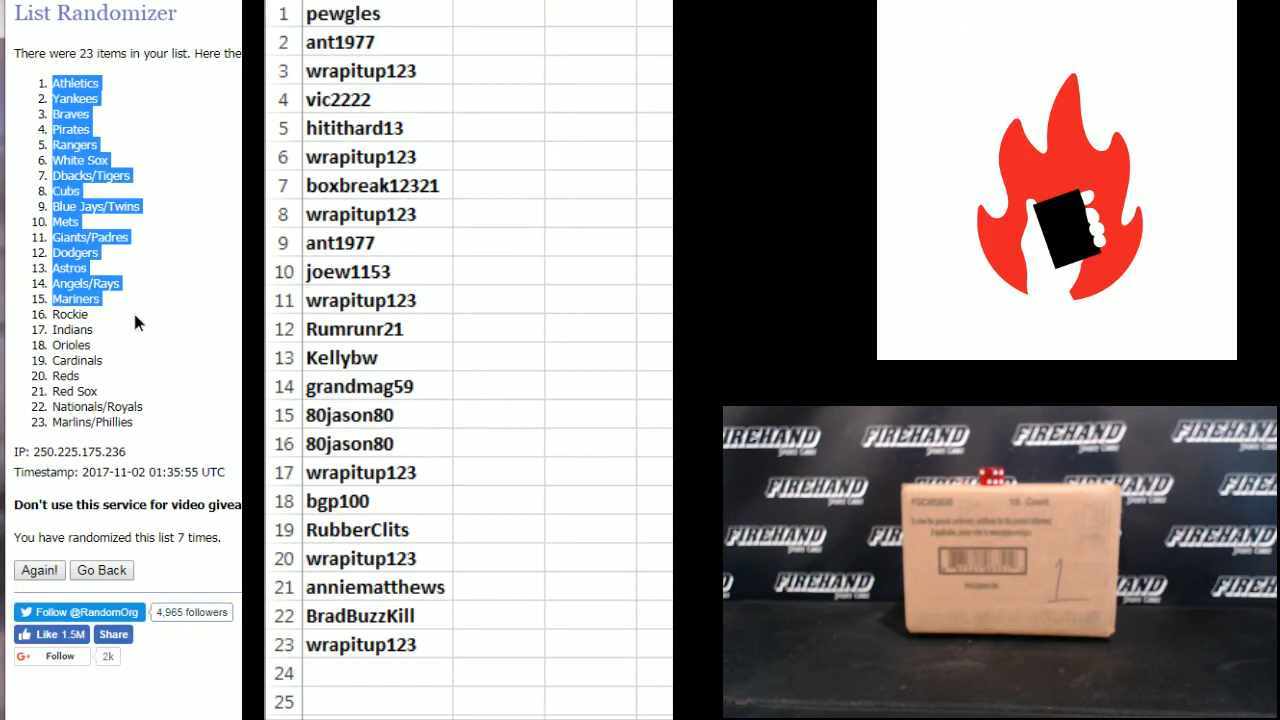 List Randomizer
There were 23 items in your list. Here the
1. Athletics
2. Yankees
3. Braves
4. Pirates
5. Rangers
6. White Sox
7. Dbacks/Tigers
8. Cubs
9. Blue Jays/Twins
10. Mets
11. Giants/Padres
12. Dodgers
13. Astros
14. Angels/Rays
15. Mariners
16. Rockie
17. Indians
18. Orioles
19. Cardinals
20. Reds
21. Red Sox
22. Nationals/Royals
23. Marlins/Phillies
IP: 250.225.175.236
Timestamp: 2017-11-02 01:35:55 UTC
Don't use this service for video givea
You have randomized this list 7 times.
Again! Go Back
Follow @RandomOrg 4,965 followers
Like 1.5M Share
G+ Follow 2k
1 pewgles
2 ant1977
3 wrapitup123
4 vic2222
5 hitithard13
6 wrapitup123
7 boxbreak12321
8 wrapitup123
9 ant1977
10 joew1153
11 wrapitup123
12 Rumrunr21
13 Kellybw
14 grandmag59
15 80jason80
16 80jason80
17 wrapitup123
18 bgp100
19 RubberClits
20 wrapitup123
21 anniematthews
22 BradBuzzKill
23 wrapitup123
24
25
FIREHAND
FIREHAND
FIREHAND
FIREHAND
FIREHAND
FIREHAND
FIREHAND
FIREHAND
Count
1